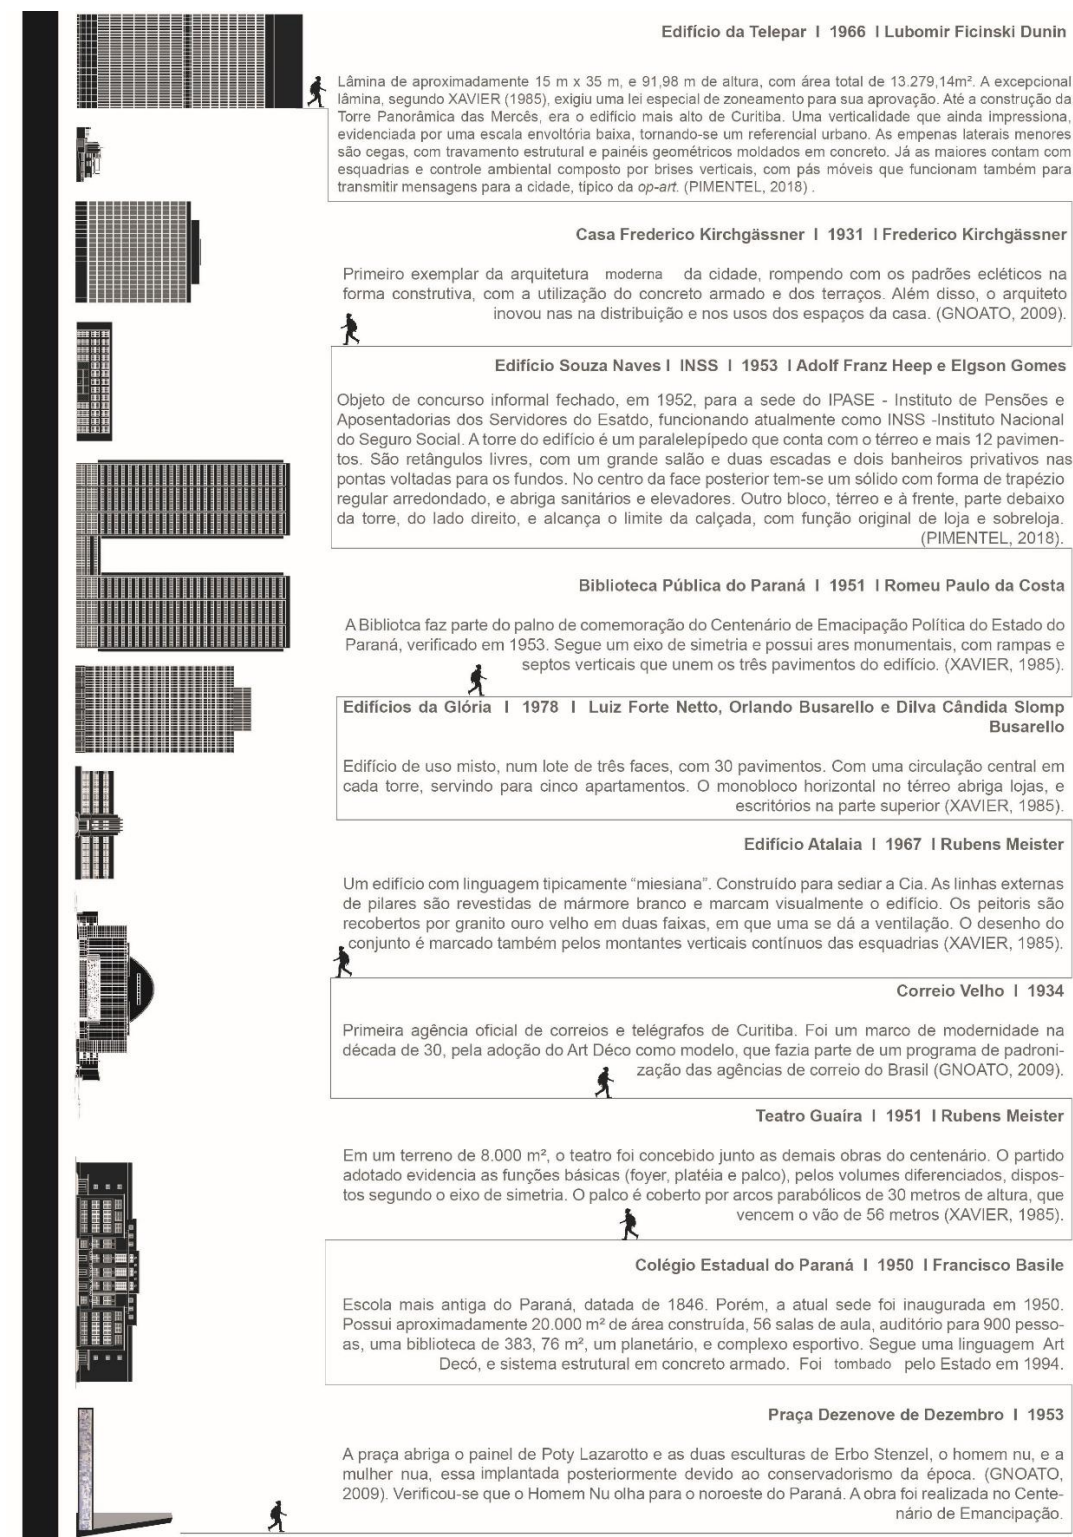 Edifício da Telepar I 1966 I Lubomir Ficinski Dunin
Lâmina de aproximadamente 15 m x 35 m, e 91,98 m de altura, com área total de 13.279,14m². A excepcional
lâmina, segundo XAVIER (1985), exigiu uma lei especial de zoneamento para sua aprovação. Até a construção da
Torre Panorâmica das Mercês, era o edifício mais alto de Curitiba. Uma verticalidade que ainda impressiona,
evidenciada por uma escala envoltória baixa, tornando-se um referencial urbano. As empenas laterais menores
são cegas, com travamento estrutural e painéis geométricos moldados em concreto. Já as maiores contam com
esquadrias e controle ambiental composto por brises verticais, com pás móveis que funcionam também para
transmitir mensagens para a cidade, típico da op-art. (PIMENTEL, 2018) .
Casa Frederico Kirchgässner I 1931 I Frederico Kirchgässner
Primeiro exemplar da arquitetura moderna da cidade, rompendo com os padrões ecléticos na
forma construtiva, com a utilização do concreto armado e dos terraços. Além disso, o arquiteto
inovou nas na distribuição e nos usos dos espaços da casa. (GNOATO, 2009).
Edifício Souza Naves I INSS I 1953 I Adolf Franz Heep e Elgson Gomes
Objeto de concurso informal fechado, em 1952, para a sede do IPASE - Instituto de Pensões e
Aposentadorias dos Servidores do Esatdo, funcionando atualmente como INSS -Instituto Nacional
do Seguro Social. A torre do edifício é um paralelepípedo que conta com o térreo e mais 12 pavimen-
tos. São retângulos livres, com um grande salão e duas escadas e dois banheiros privativos nas
pontas voltadas para os fundos. No centro da face posterior tem-se um sólido com forma de trapézio
regular arredondado, e abriga sanitários e elevadores. Outro bloco, térreo e à frente, parte debaixo
da torre, do lado direito, e alcança o limite da calçada, com função original de loja e sobreloja.
(PIMENTEL, 2018).
Biblioteca Pública do Paraná I 1951 I Romeu Paulo da Costa
A Bibliotca faz parte do palno de comemoração do Centenário de Emacipação Política do Estado do
Paraná, verificado em 1953. Segue um eixo de simetria e possui ares monumentais, com rampas e
septos verticais que unem os três pavimentos do edifício. (XAVIER, 1985).
Edifícios da Glória I 1978 I Luiz Forte Netto, Orlando Busarello e Dilva Cândida Slomp
Busarello
Edifício de uso misto, num lote de três faces, com 30 pavimentos. Com uma circulação central em
cada torre, servindo para cinco apartamentos. O monobloco horizontal no térreo abriga lojas, e
escritórios na parte superior (XAVIER, 1985).
Edifício Atalaia I 1967 I Rubens Meister
Um edifício com linguagem tipicamente “miesiana”. Construído para sediar a Cia. As linhas externas
de pilares são revestidas de mármore branco e marcam visualmente o edifício. Os peitoris são
recobertos por granito ouro velho em duas faixas, em que uma se dá a ventilação. O desenho do
conjunto é marcado também pelos montantes verticais contínuos das esquadrias (XAVIER, 1985).
Correio Velho I 1934
Primeira agência oficial de correios e telégrafos de Curitiba. Foi um marco de modernidade na
década de 30, pela adoção do Art Déco como modelo, que fazia parte de um programa de padroni-
zação das agências de correio do Brasil (GNOATO, 2009).
Teatro Guaíra I 1951 I Rubens Meister
Em um terreno de 8.000 m², o teatro foi concebido junto as demais obras do centenário. O partido
adotado evidencia as funções básicas (foyer, platéia e palco), pelos volumes diferenciados, dispos-
tos segundo o eixo de simetria. O palco é coberto por arcos parabólicos de 30 metros de altura, que
vencem o vão de 56 metros (XAVIER, 1985).
Colégio Estadual do Paraná I 1950 I Francisco Basile
Escola mais antiga do Paraná, datada de 1846. Porém, a atual sede foi inaugurada em 1950.
Possui aproximadamente 20.000 m² de área construída, 56 salas de aula, auditório para 900 pesso-
as, uma biblioteca de 383, 76 m², um planetário, e complexo esportivo. Segue uma linguagem Art
Decó, e sistema estrutural em concreto armado. Foi tombado pelo Estado em 1994.
Praça Dezenove de Dezembro I 1953
A praça abriga o painel de Poty Lazarotto e as duas esculturas de Erbo Stenzel, o homem nu, e a
mulher nua, essa implantada posteriormente devido ao conservadorismo da época. (GNOATO,
2009). Verificou-se que o Homem Nu olha para o noroeste do Paraná. A obra foi realizada no Cente-
nário de Emancipação.